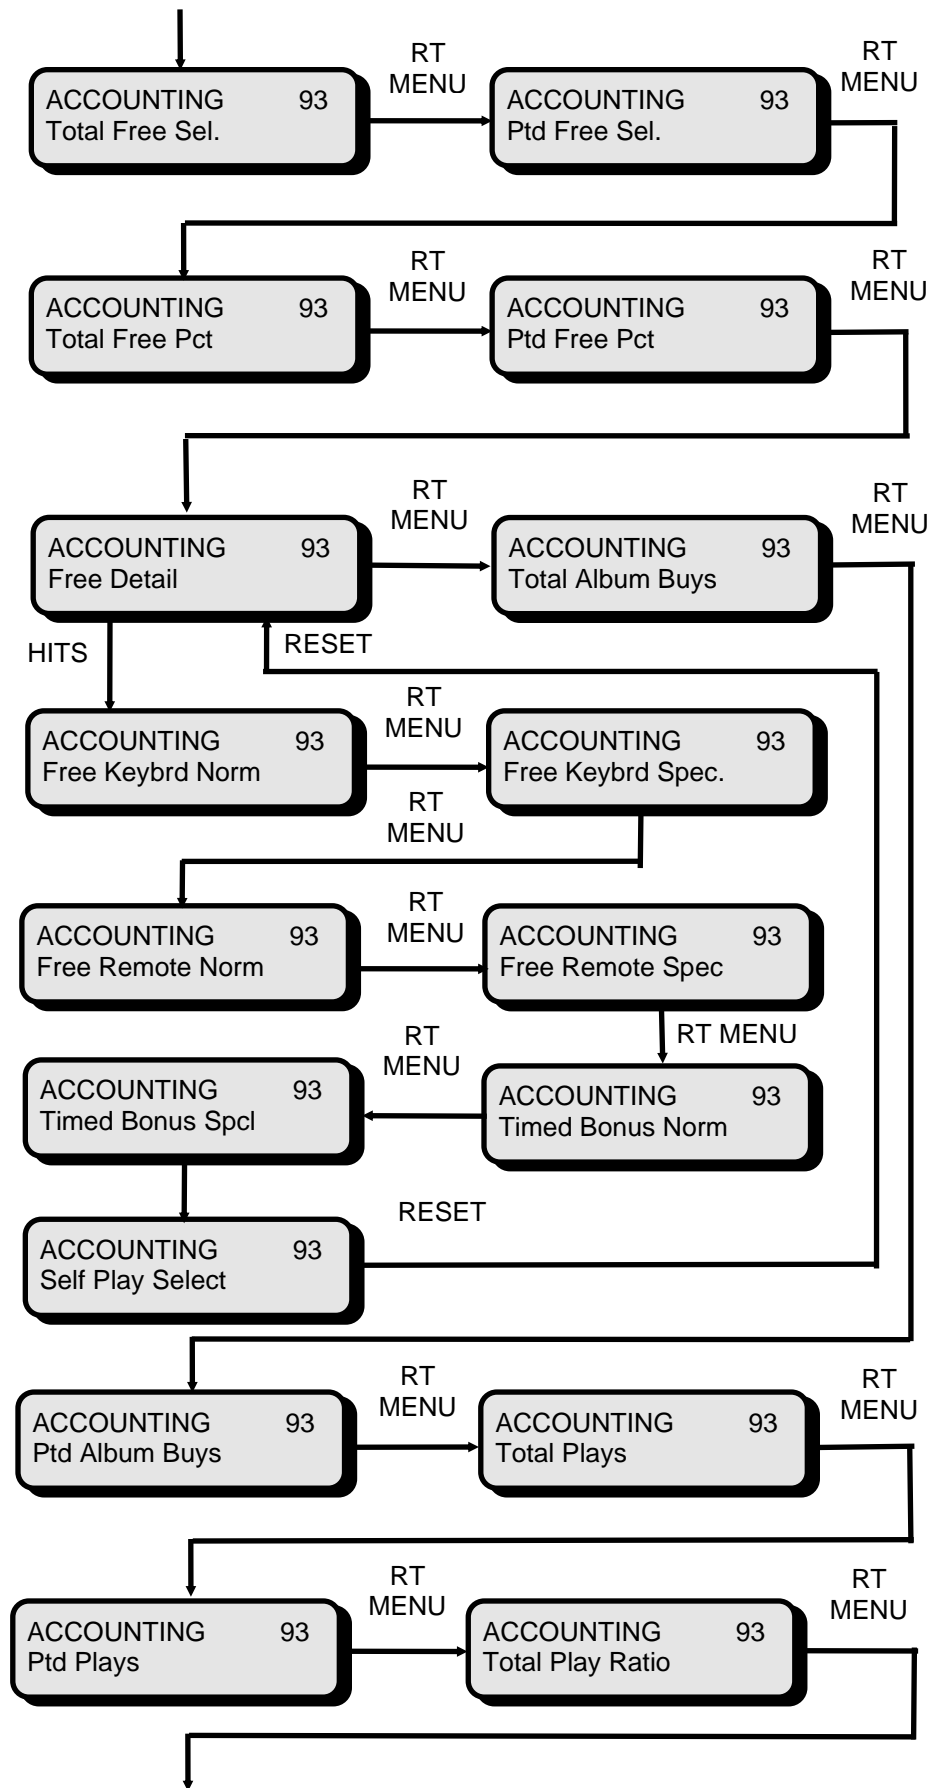 RT
MENU
RT
MENU
ACCOUNTING 93
Total Free Sel.
ACCOUNTING 93
Ptd Free Sel.
RT
MENU
RT
MENU
ACCOUNTING 93
Total Free Pct
ACCOUNTING 93
Ptd Free Pct
RT
MENU
RT
MENU
ACCOUNTING 93
Free Detail
ACCOUNTING 93
Total Album Buys
HITS
RESET
RT
MENU
ACCOUNTING 93
Free Keybrd Norm
ACCOUNTING 93
Free Keybrd Spec.
RT
MENU
RT
MENU
ACCOUNTING 93
Free Remote Norm
ACCOUNTING 93
Free Remote Spec
RT MENU
RT
MENU
ACCOUNTING 93
Timed Bonus Spcl
ACCOUNTING 93
Timed Bonus Norm
RESET
ACCOUNTING 93
Self Play Select
RT
MENU
RT
MENU
ACCOUNTING 93
Ptd Album Buys
ACCOUNTING 93
Total Plays
RT
MENU
RT
MENU
ACCOUNTING 93
Ptd Plays
ACCOUNTING 93
Total Play Ratio